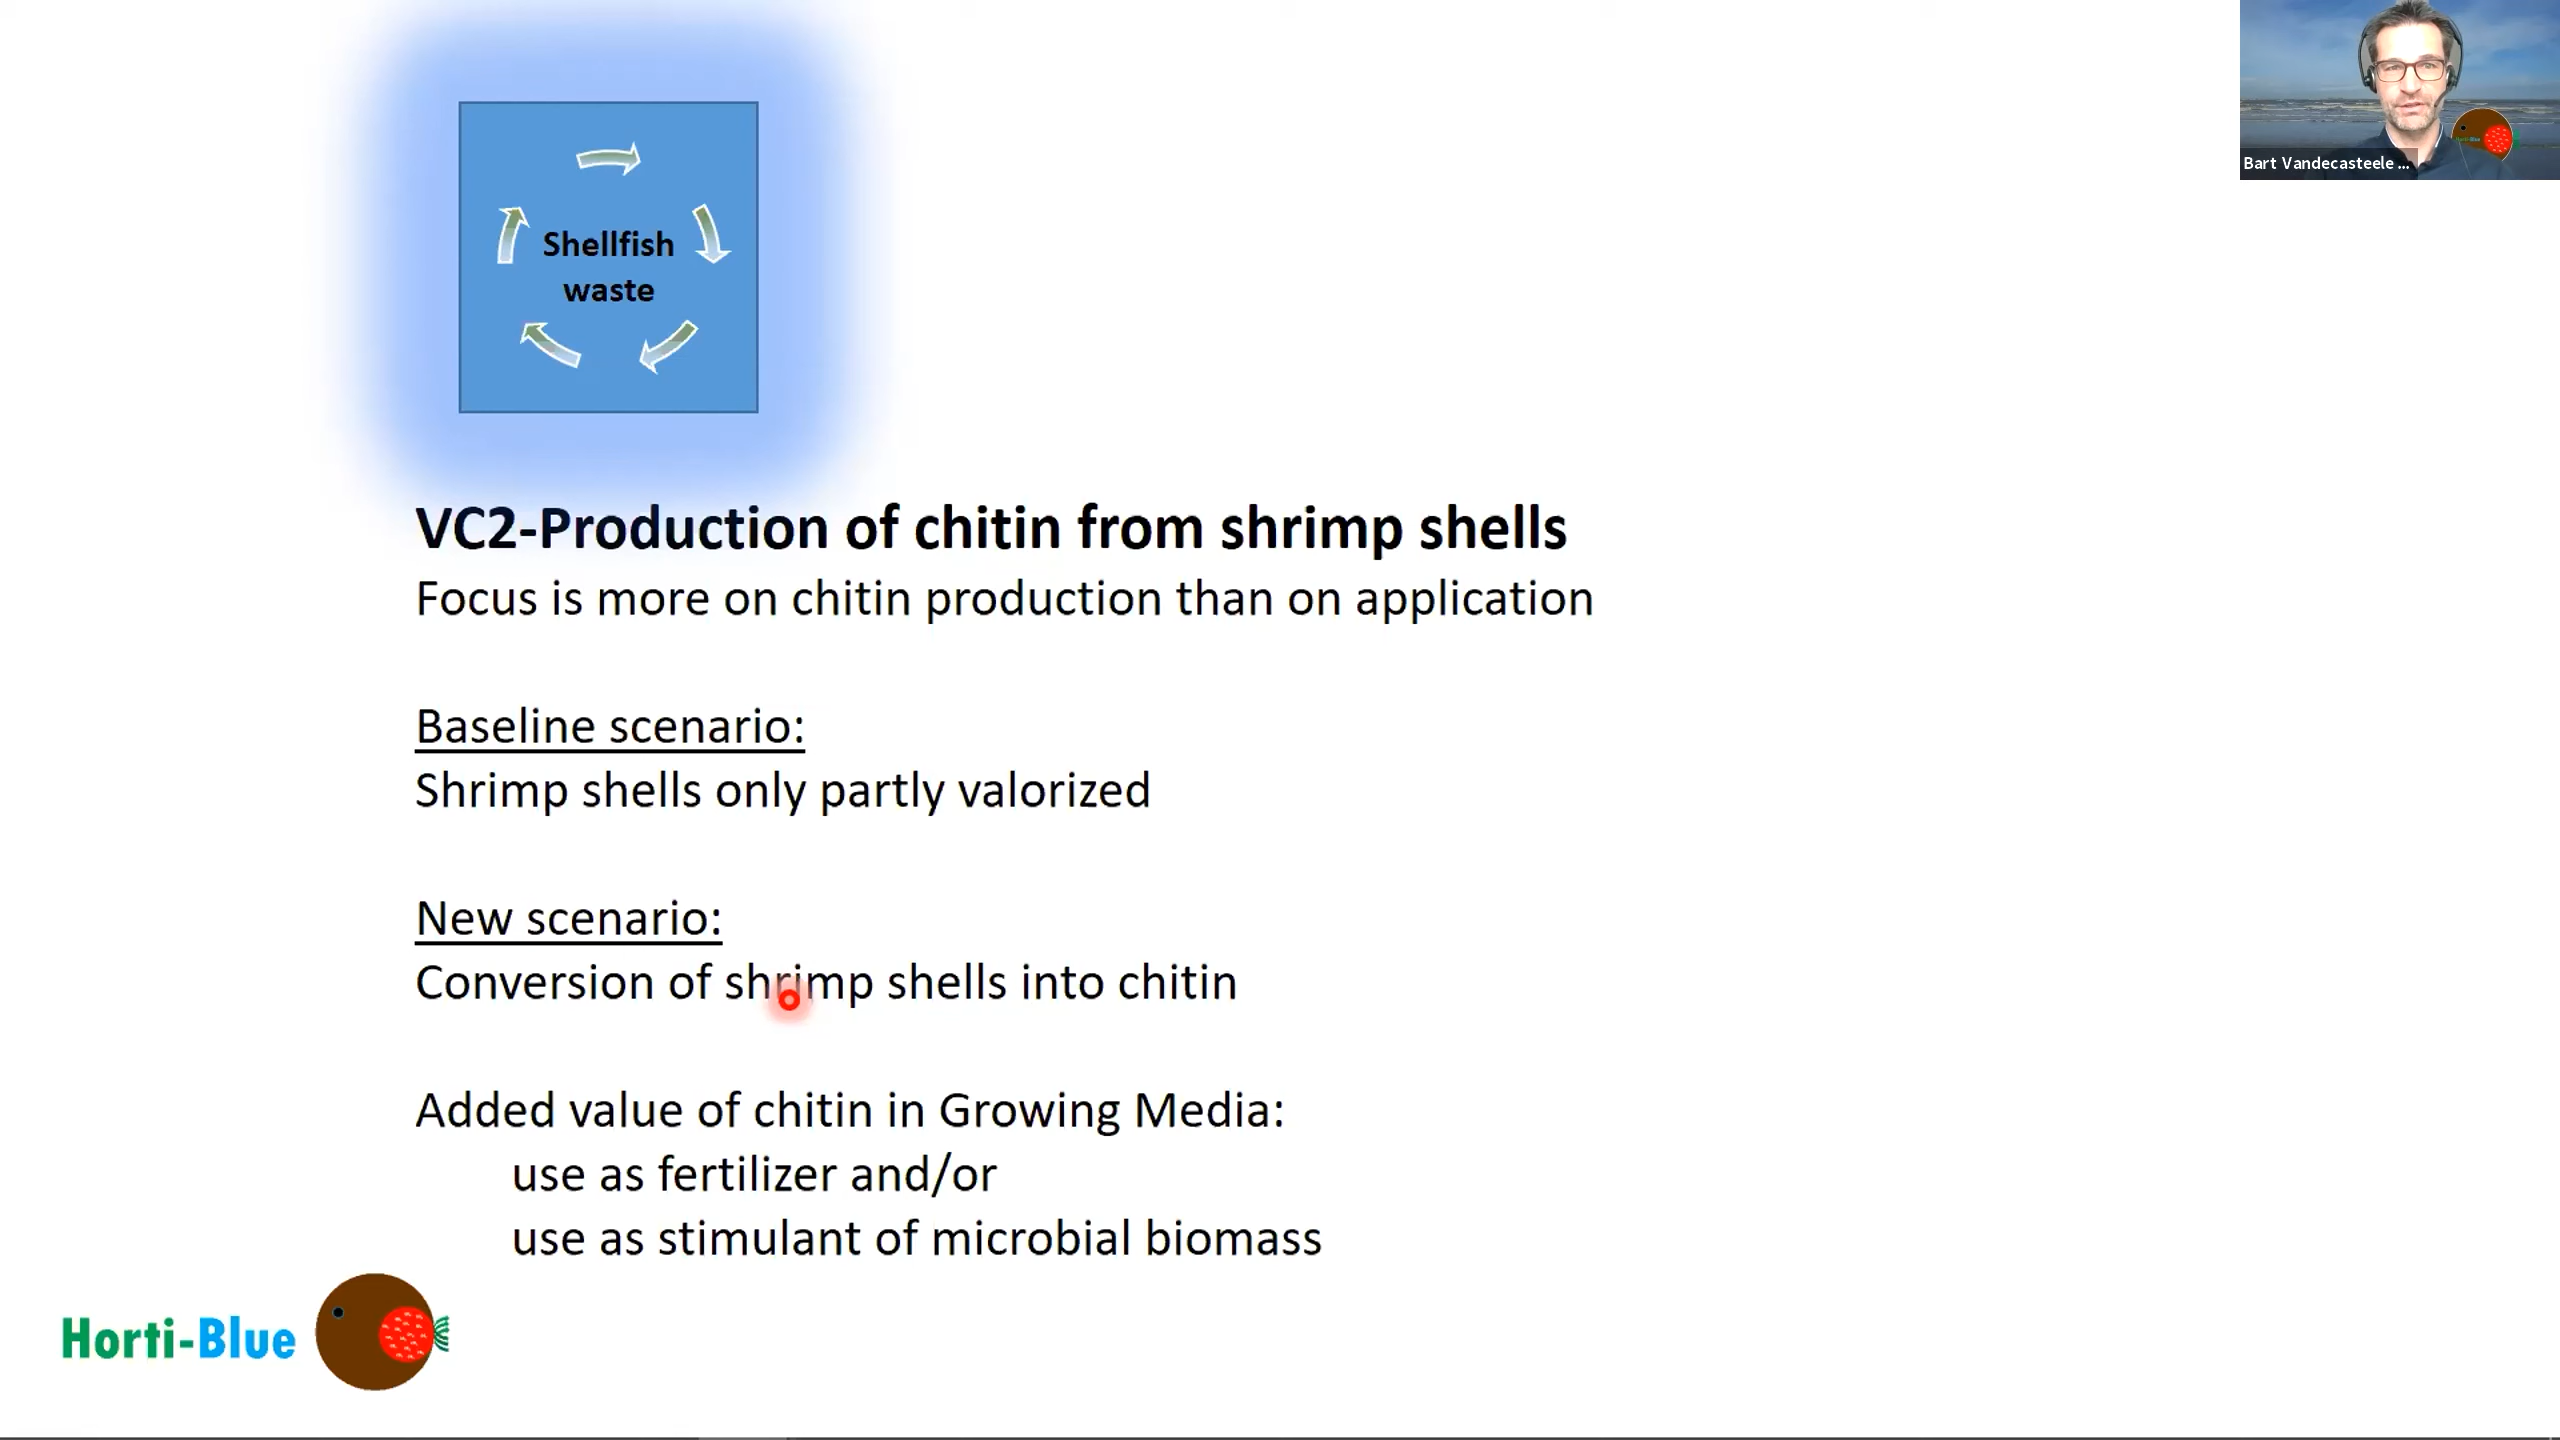 Shellfish
waste
Bart Vandecasteele ...
VC2-Production of chitin from shrimp shells
Focus is more on chitin production than on application
Baseline scenario:
Shrimp shells only partly valorized
New scenario:
Conversion of shrimp shells into chitin
Added value of chitin in Growing Media:
use as fertilizer and/or
use as stimulant of microbial biomass
Horti-Blue